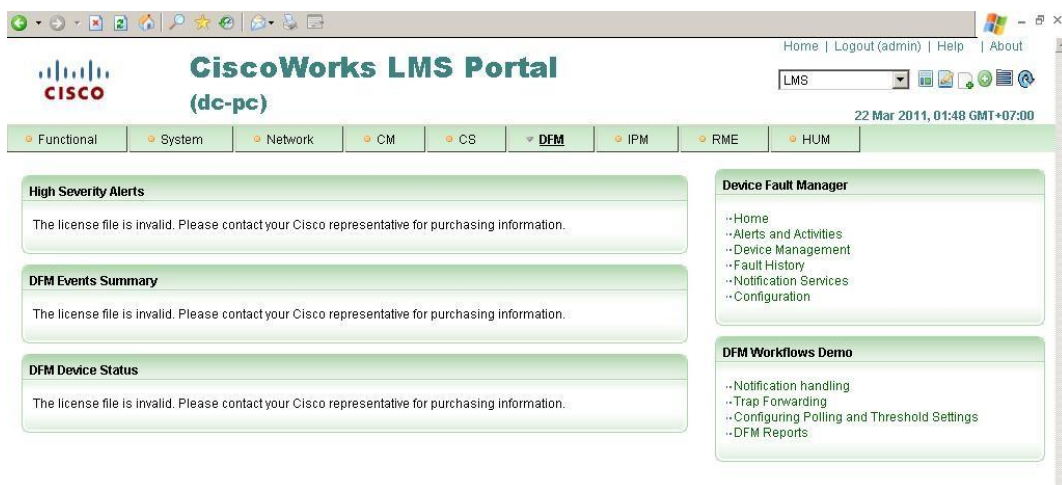 Home | Logout (admin) | Help | About
CISCO
CiscoWorks LMS Portal
(dc-pc)
LMS
22 Mar 2011, 01:48 GMT+07:00
Functional
System
Network
CM
CS
DFM
IPM
RME
HUM
High Severity Alerts
The license file is invalid. Please contact your Cisco representative for purchasing information.
DFM Events Summary
The license file is invalid. Please contact your Cisco representative for purchasing information.
DFM Device Status
The license file is invalid. Please contact your Cisco representative for purchasing information.
Device Fault Manager
Home
Alerts and Activities
Device Management
Fault History
Notification Services
Configuration
DFM Workflows Demo
Notification handling
Trap Forwarding
Configuring Polling and Threshold Settings
DFM Reports